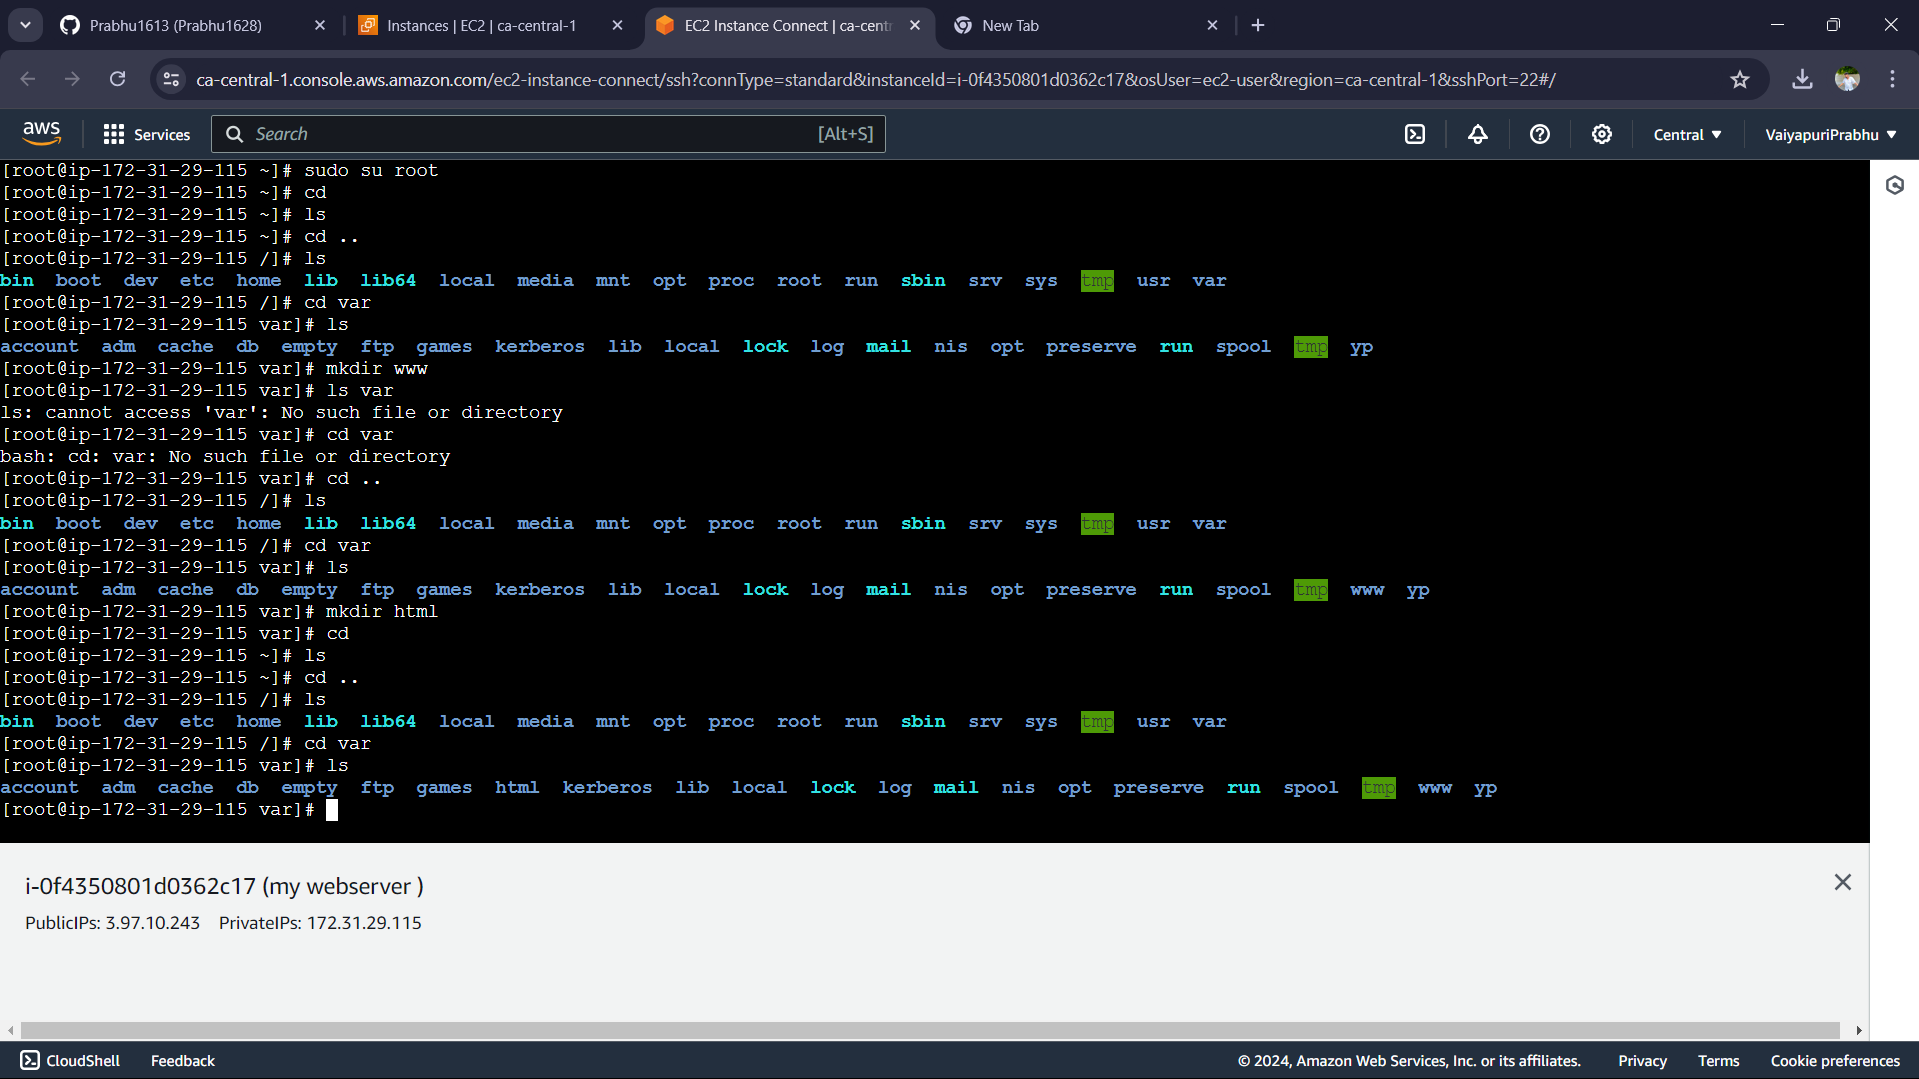 Prabhu1613 (Prabhu1628)
Instances | EC2 | ca-central-1
EC2 Instance Connect | ca-centr
New Tab
ca-central-1.console.aws.amazon.com/ec2-instance-connect/ssh?connType=standard&instanceId=i-0f4350801d0362c17&osUser=ec2-user&region=ca-central-1&sshPort=22#/
aws Services Search [Alt+S] Central VaiyapuriPrabhu
[root@ip-172-31-29-115 ~]# sudo su root
[root@ip-172-31-29-115 ~]# cd
[root@ip-172-31-29-115 ~]# ls
[root@ip-172-31-29-115 ~]# cd ..
[root@ip-172-31-29-115 /]# ls
bin boot dev etc home lib lib64 local media mnt opt proc root run sbin srv sys tmp usr var
[root@ip-172-31-29-115 /]# cd var
[root@ip-172-31-29-115 var]# ls
account adm cache db empty ftp games kerberos lib local lock log mail nis opt preserve run spool tmp yp
[root@ip-172-31-29-115 var]# mkdir www
[root@ip-172-31-29-115 var]# ls var
ls: cannot access 'var': No such file or directory
[root@ip-172-31-29-115 var]# cd var
bash: cd: var: No such file or directory
[root@ip-172-31-29-115 var]# cd ..
[root@ip-172-31-29-115 /]# ls
bin boot dev etc home lib lib64 local media mnt opt proc root run sbin srv sys tmp usr var
[root@ip-172-31-29-115 /]# cd var
[root@ip-172-31-29-115 var]# ls
account adm cache db empty ftp games kerberos lib local lock log mail nis opt preserve run spool tmp www yp
[root@ip-172-31-29-115 var]# mkdir html
[root@ip-172-31-29-115 var]# cd
[root@ip-172-31-29-115 ~]# ls
[root@ip-172-31-29-115 ~]# cd ..
[root@ip-172-31-29-115 /]# ls
bin boot dev etc home lib lib64 local media mnt opt proc root run sbin srv sys tmp usr var
[root@ip-172-31-29-115 /]# cd var
[root@ip-172-31-29-115 var]# ls
account adm cache db empty ftp games html kerberos lib local lock log mail nis opt preserve run spool tmp www yp
[root@ip-172-31-29-115 var]#
i-0f4350801d0362c17 (my webserver )
PublicIPs: 3.97.10.243 PrivateIPs: 172.31.29.115
CloudShell Feedback © 2024, Amazon Web Services, Inc. or its affiliates. Privacy Terms Cookie preferences